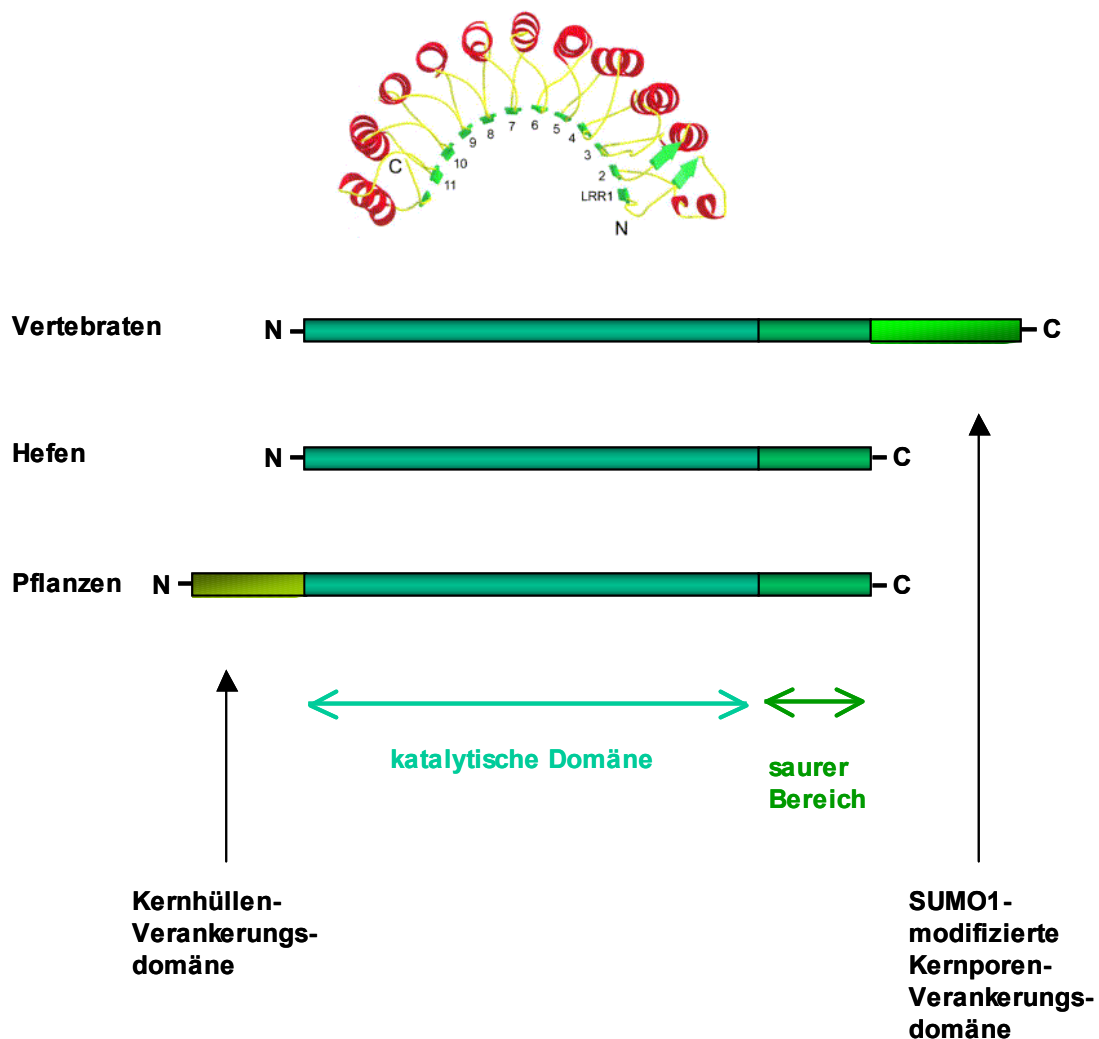 C
11
10
9
8
7
6
5
4
3
2
LRR1
N
Vertebraten N C
Hefen N C
Pflanzen N C
katalytische Domäne
saurer
Bereich
Kernhüllen-
Verankerungs-
domäne
SUMO1-
modifizierte
Kernporen-
Verankerungs-
domäne